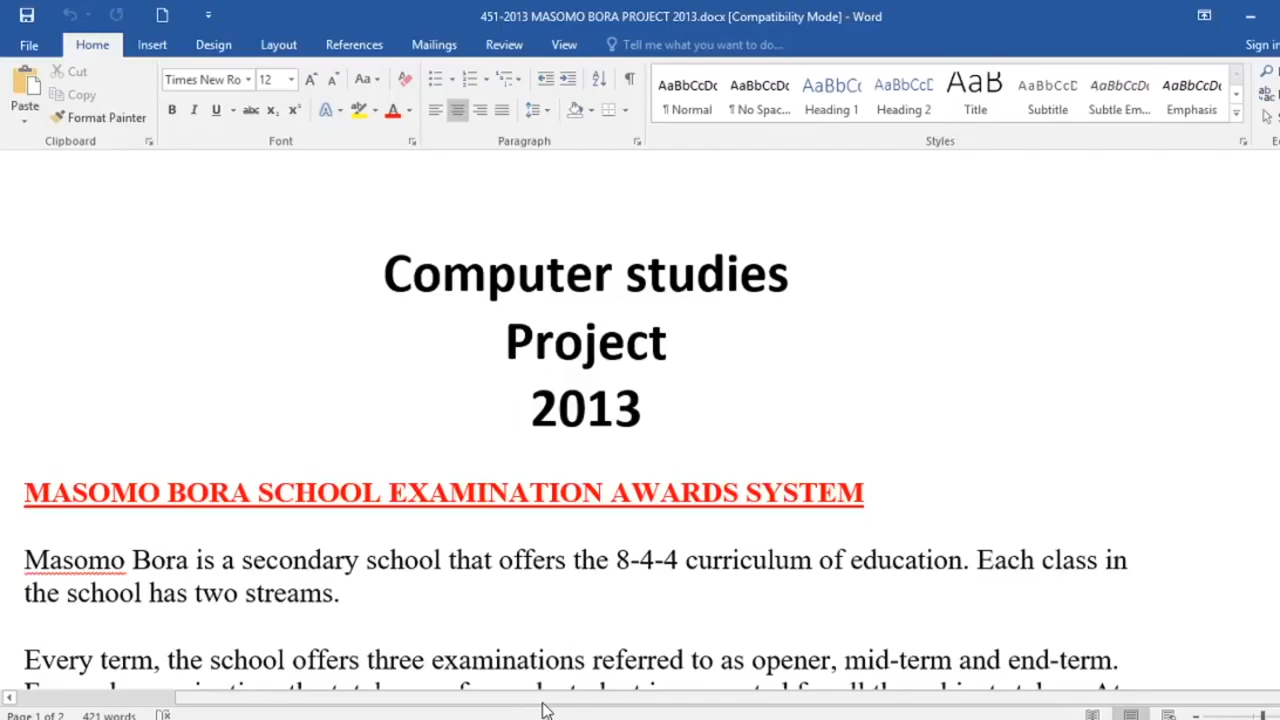 451-2013 MASOMO BORA PROJECT 2013.docx [Compatibility Mode] - Word
File Home Insert Design Layout References Mailings Review View Tell me what you want to do... Sign in
Paste
Cut
Copy
Format Painter
Times New Ro 12 Aa
B I U abc X₂ X² A A
AaBbCcDc AaBbCcDc AaBbCc AaBbCcD AaB AaBbCcD AaBbCcDc AaBbCcDc
¶ Normal ¶ No Spac... Heading 1 Heading 2 Title Subtitle Subtle Em... Emphasis
Clipboard Font Paragraph Styles
Computer studies
Project
2013
MASOMO BORA SCHOOL EXAMINATION AWARDS SYSTEM
Masomo Bora is a secondary school that offers the 8-4-4 curriculum of education. Each class in
the school has two streams.
Every term, the school offers three examinations referred to as opener, mid-term and end-term.
Page 1 of 2 421 words